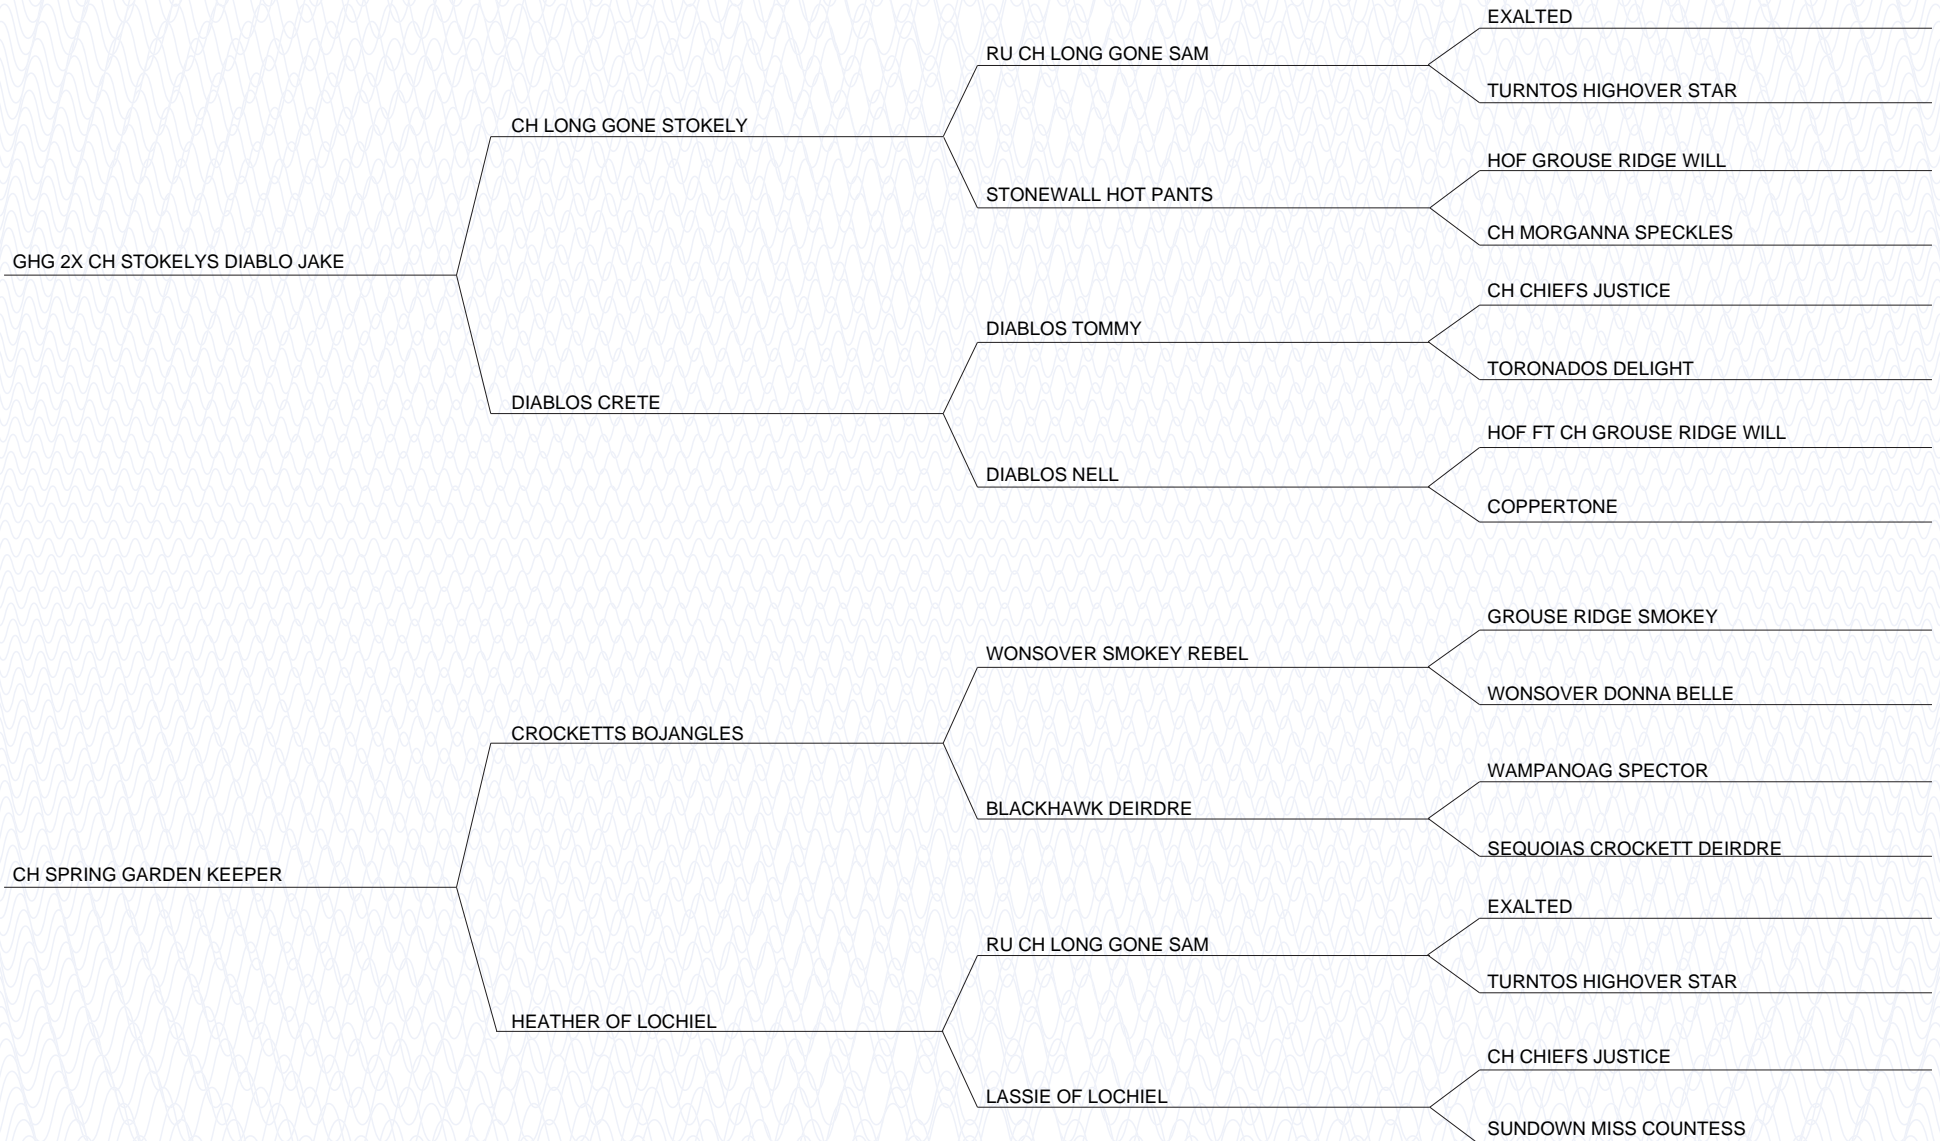 EXALTED
RU CH LONG GONE SAM
TURNTOS HIGHOVER STAR
CH LONG GONE STOKELY
HOF GROUSE RIDGE WILL
STONEWALL HOT PANTS
CH MORGANNA SPECKLES
GHG 2X CH STOKELYS DIABLO JAKE
CH CHIEFS JUSTICE
DIABLOS TOMMY
TORONADOS DELIGHT
DIABLOS CRETE
HOF FT CH GROUSE RIDGE WILL
DIABLOS NELL
COPPERTONE
GROUSE RIDGE SMOKEY
WONSOVER SMOKEY REBEL
WONSOVER DONNA BELLE
CROCKETTS BOJANGLES
WAMPANOAG SPECTOR
BLACKHAWK DEIRDRE
SEQUOIAS CROCKETT DEIRDRE
CH SPRING GARDEN KEEPER
EXALTED
RU CH LONG GONE SAM
TURNTOS HIGHOVER STAR
HEATHER OF LOCHIEL
CH CHIEFS JUSTICE
LASSIE OF LOCHIEL
SUNDOWN MISS COUNTESS